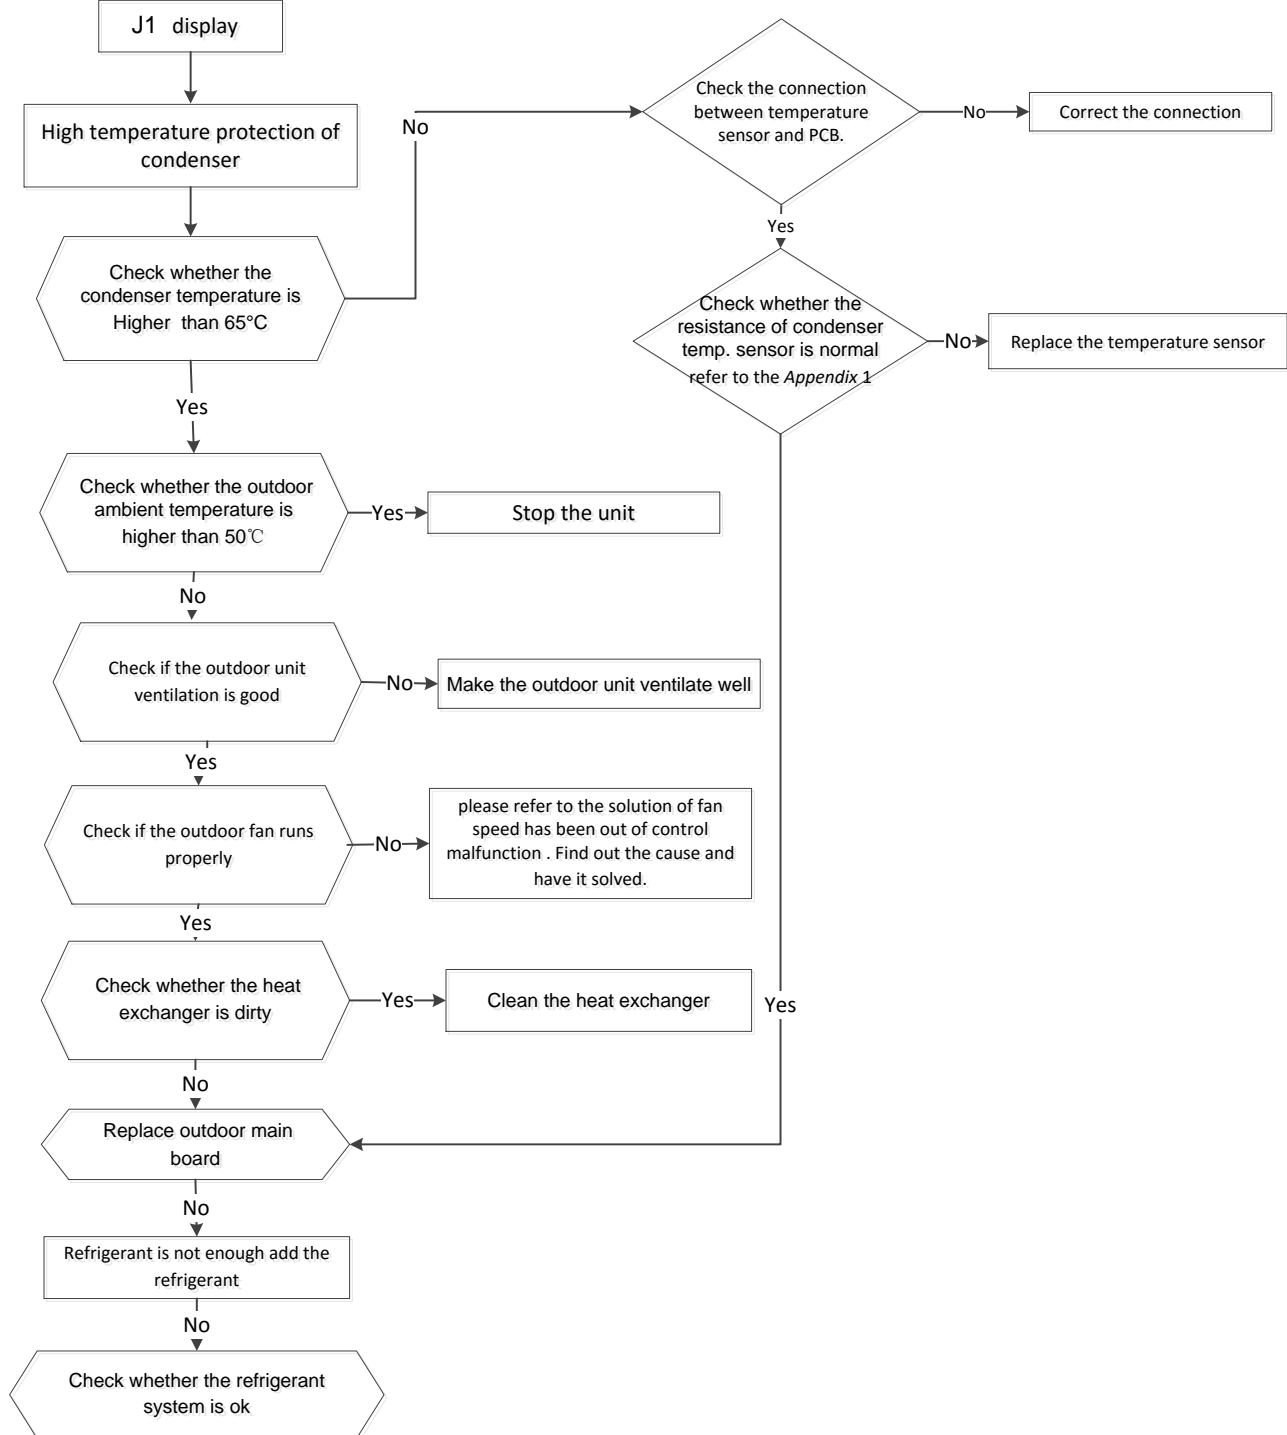 J1 display
High temperature protection of
condenser
No
Check whether the
condenser temperature is
Higher than 65°C
Check the connection
between temperature
sensor and PCB.
No
Correct the connection
Yes
Check whether the
resistance of condenser
temp. sensor is normal
refer to the Appendix 1
No
Replace the temperature sensor
Yes
Check whether the outdoor
ambient temperature is
higher than 50℃
Yes
Stop the unit
No
Check if the outdoor unit
ventilation is good
No
Make the outdoor unit ventilate well
Yes
Check if the outdoor fan runs
properly
No
please refer to the solution of fan
speed has been out of control
malfunction . Find out the cause and
have it solved.
Yes
Check whether the heat
exchanger is dirty
Yes
Clean the heat exchanger
Yes
No
Replace outdoor main
board
No
Refrigerant is not enough add the
refrigerant
No
Check whether the refrigerant
system is ok